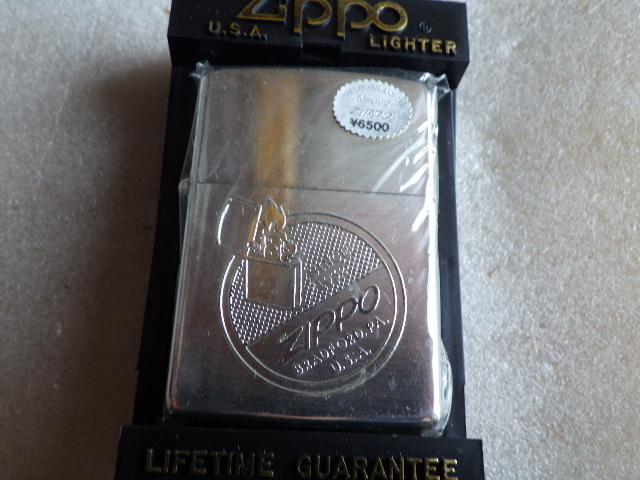 Zippo ®
U.S.A. LiGHTER
¥6500
ZIPPO
BRADFORD, PA.
U.S.A.
LIFETIME GUARANTEE